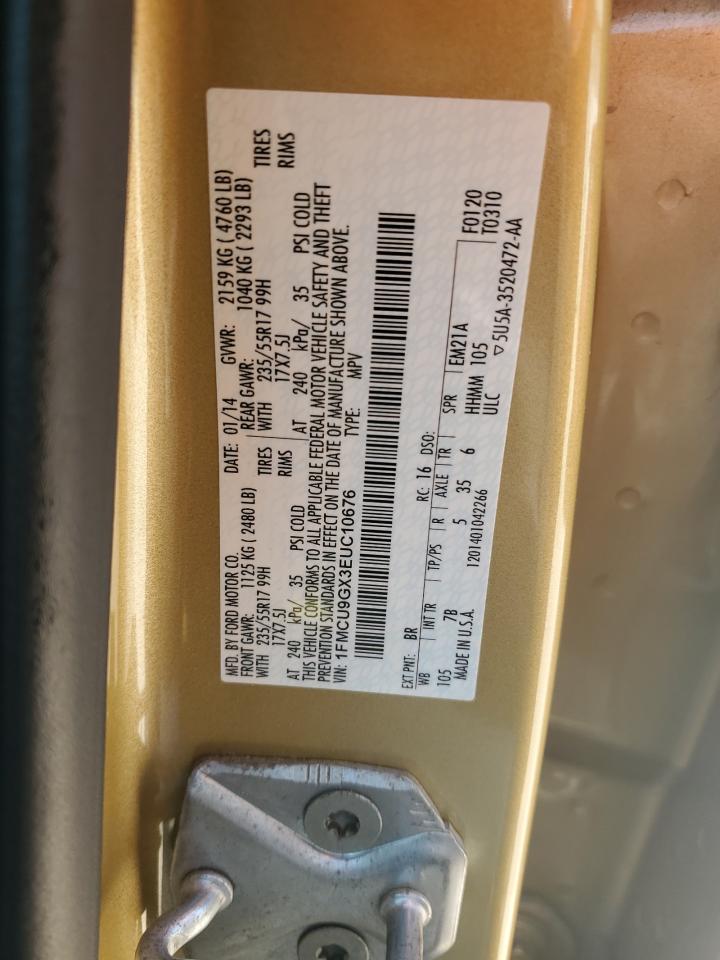 MFD. BY FORD MOTOR CO. DATE: 01/14 GVWR: 2159 KG ( 4760 LB)
FRONT GAWR: 1125 KG ( 2480 LB) REAR GAWR: 1040 KG ( 2293 LB)
WITH 235/55R17 99H TIRES WITH 235/55R17 99H TIRES
17X7.5J RIMS 17X7.5J RIMS
AT 240 kPa/ 35 PSI COLD AT 240 kPa/ 35 PSI COLD
THIS VEHICLE CONFORMS TO ALL APPLICABLE FEDERAL MOTOR VEHICLE SAFETY AND THEFT
PREVENTION STANDARDS IN EFFECT ON THE DATE OF MANUFACTURE SHOWN ABOVE.
VIN: 1FMCU9GX3EUC10676 TYPE: MPV
EXT PNT: BR RC: 16 DSO: F0120
WB INT TR TP/PS R AXLE TR SPR EM21A T0310
105 7B 5 35 6 HHMM 105
MADE IN U.S.A. 1201401042266 ULC ▽5U5A-3520472-AA